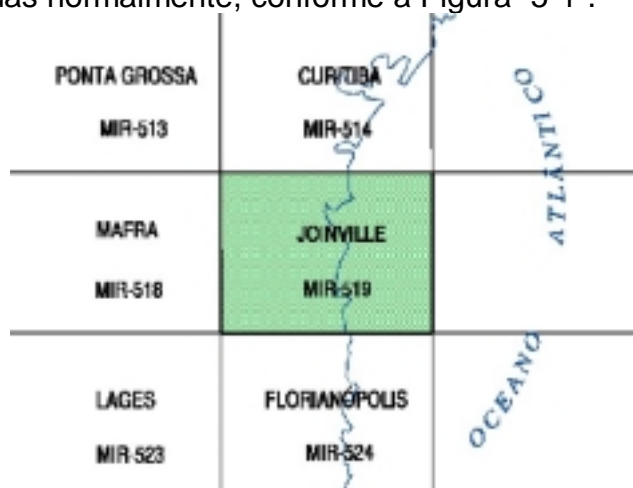 nas normalmente, conforme a Figura 5-1 .
PONTA GROSSA
MIR-513
CURITIBA
MIR-514
MAFRA
MIR-518
JOINVILLE
MIR-519
LAGES
MIR-523
FLORIANÓPOLIS
MIR-524
OCEANO ATLÂNTICO